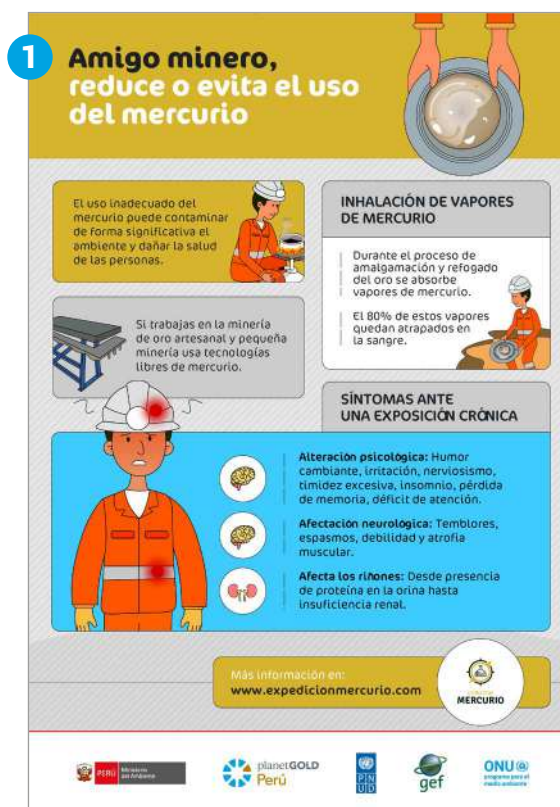 1
Amigo minero,
reduce o evita el uso
del mercurio
El uso inadecuado del
mercurio puede contaminar
de forma significativa el
ambiente y dañar la salud
de las personas.
Si trabajas en la minería
de oro artesanal y pequeña
minería usa tecnologías
libres de mercurio.
INHALACIÓN DE VAPORES
DE MERCURIO
Durante el proceso de
amalgamación y refogado
del oro se absorbe
vapores de mercurio.
El 80% de estos vapores
quedan atrapados en
la sangre.
SÍNTOMAS ANTE
UNA EXPOSICIÓN CRÓNICA
Alteración psicológica: Humor
cambiante, irritación, nerviosismo,
timidez excesiva, insomnio, pérdida
de memoria, déficit de atención.
Afectación neurológica: Temblores,
espasmos, debilidad y atrofia
muscular.
Afecta los riñones: Desde presencia
de proteína en la orina hasta
insuficiencia renal.
Más información en:
www.expedicionmercurio.com
MERCURIO
PERÚ
Ministerio
del Ambiente
planetGOLD
Perú
PNUD
gef
ONU
programa para el
medio ambiente